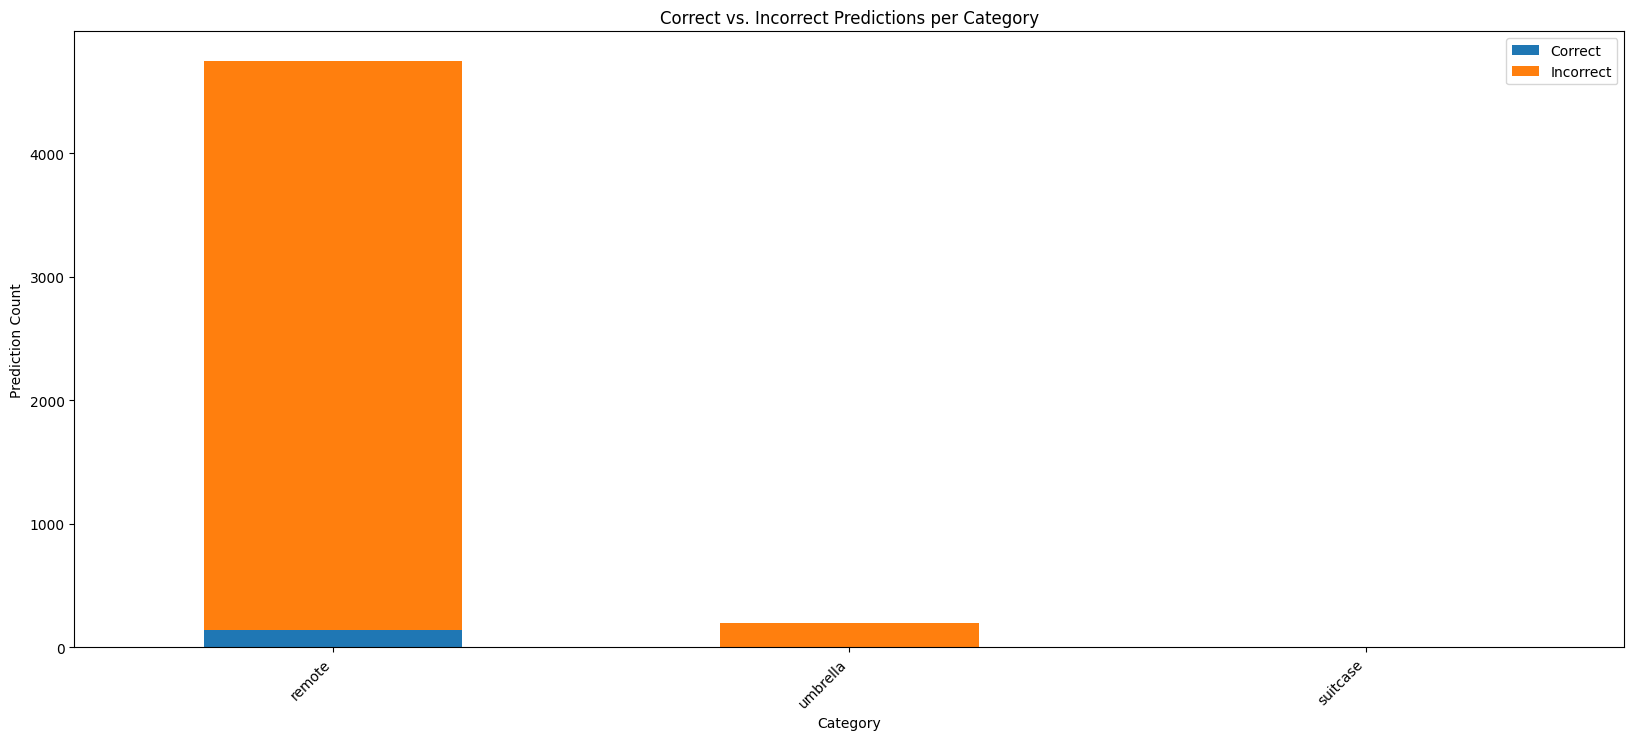 Correct vs. Incorrect Predictions per Category
Correct
Incorrect
Prediction Count
4000
3000
2000
1000
0
remote
umbrella
suitcase
Category